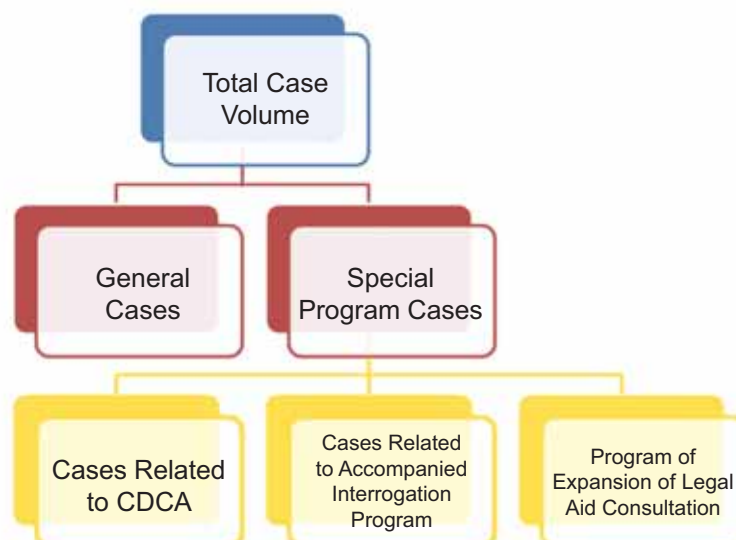 Total Case
Volume
General
Cases
Special
Program Cases
Cases Related
to CDCA
Cases Related
to Accompanied
Interrogation
Program
Program of
Expansion of Legal
Aid Consultation